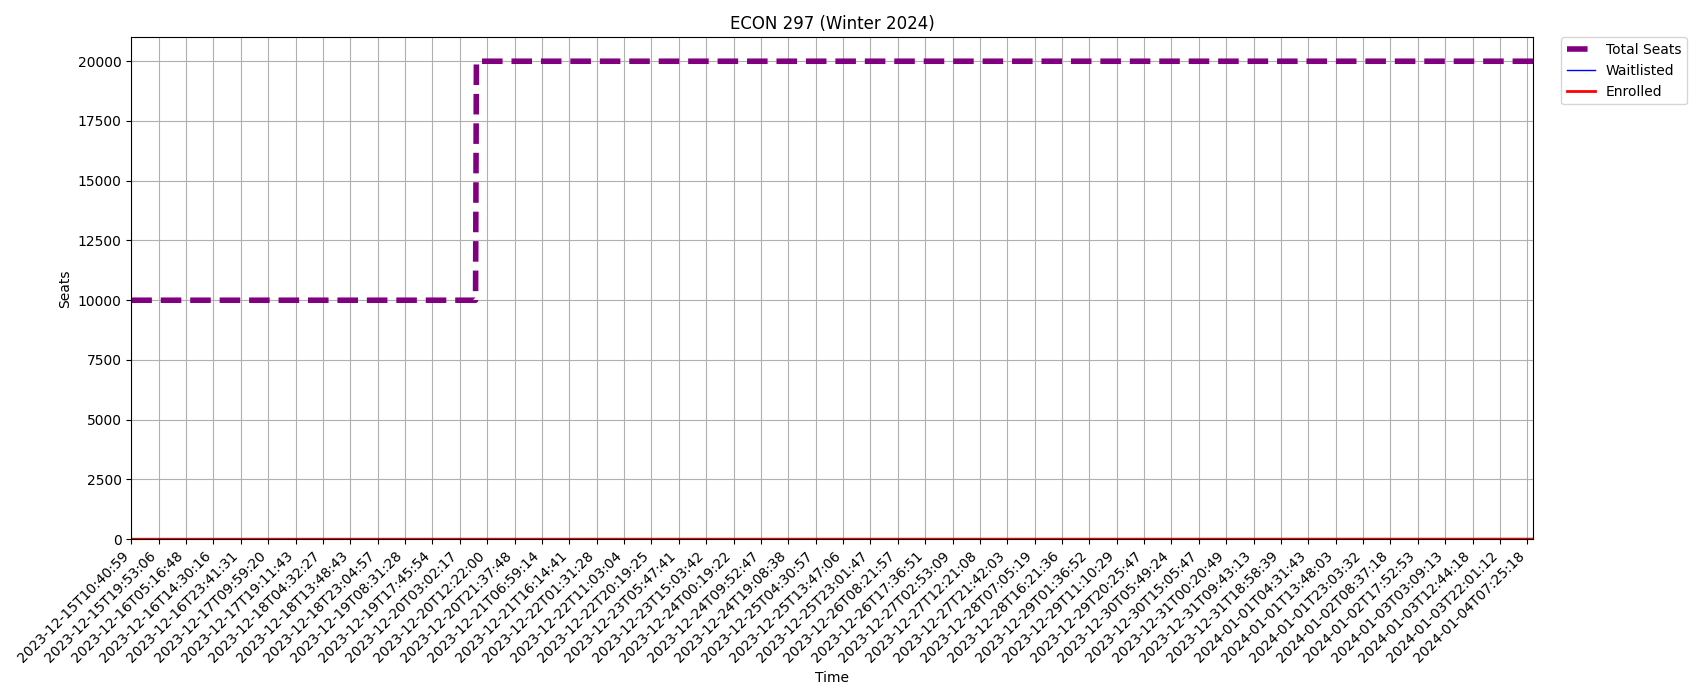 ECON 297 (Winter 2024)
Total Seats
Waitlisted
Enrolled
Seats
20000
17500
15000
12500
10000
7500
5000
2500
0
2023-12-15T10:40:59
2023-12-15T19:53:06
2023-12-16T05:16:48
2023-12-16T14:30:16
2023-12-16T23:41:31
2023-12-17T09:59:20
2023-12-17T19:11:43
2023-12-18T04:32:27
2023-12-18T13:48:43
2023-12-18T23:04:57
2023-12-19T08:31:28
2023-12-19T17:45:54
2023-12-20T03:02:17
2023-12-20T12:22:00
2023-12-20T21:37:48
2023-12-21T06:59:14
2023-12-21T16:14:41
2023-12-22T01:31:28
2023-12-22T11:03:04
2023-12-22T20:19:25
2023-12-23T05:47:41
2023-12-23T15:03:42
2023-12-24T00:19:22
2023-12-24T09:52:47
2023-12-24T19:08:38
2023-12-25T04:30:57
2023-12-25T13:47:06
2023-12-25T23:01:47
2023-12-26T08:21:57
2023-12-26T17:36:51
2023-12-27T02:53:09
2023-12-27T12:21:08
2023-12-27T21:42:03
2023-12-28T07:05:19
2023-12-28T16:21:36
2023-12-29T01:36:52
2023-12-29T11:10:29
2023-12-29T20:25:47
2023-12-30T05:49:24
2023-12-30T15:05:47
2023-12-31T00:20:49
2023-12-31T09:43:13
2023-12-31T18:58:39
2024-01-01T04:31:43
2024-01-01T13:48:03
2024-01-01T23:03:32
2024-01-02T08:37:18
2024-01-02T17:52:53
2024-01-03T03:09:13
2024-01-03T12:44:18
2024-01-03T22:01:12
2024-01-04T07:25:18
Time